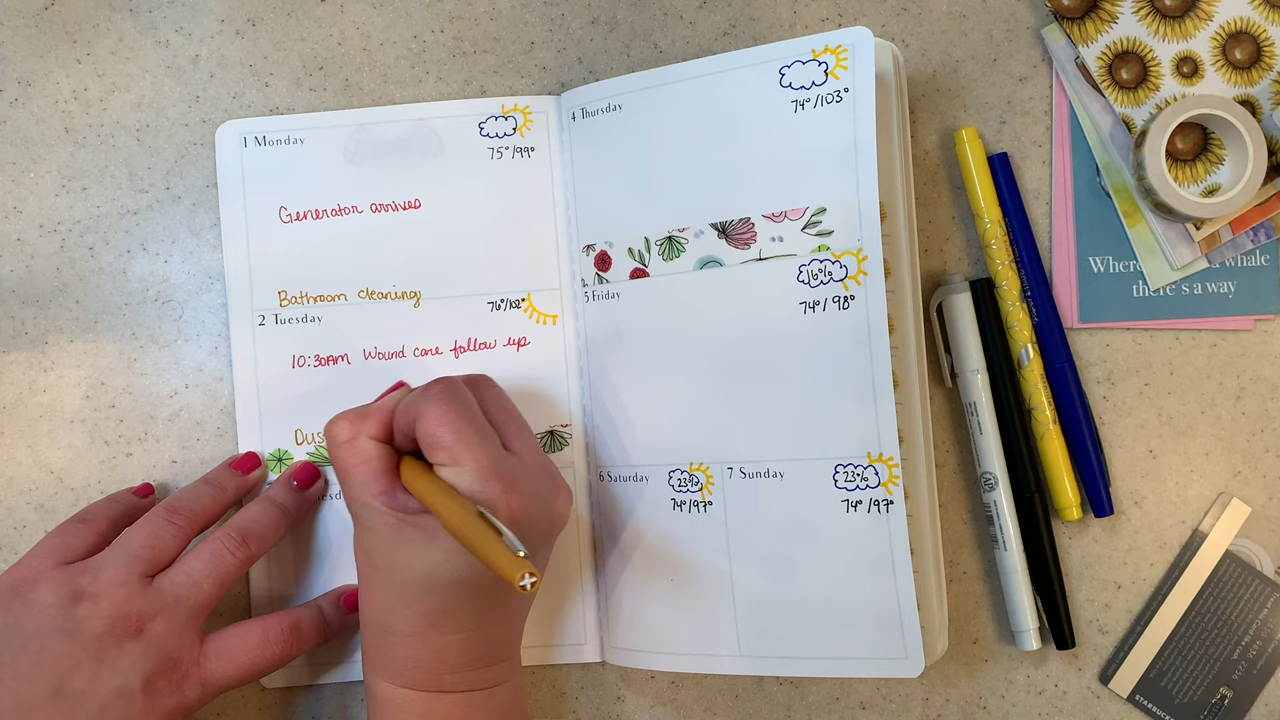 1 Monday
75°/99°
Generator arrives
Bathroom cleaning
2 Tuesday
76°/102°
10:30AM Wound care follow up
4 Thursday
74°/103°
5 Friday
16%
74°/98°
6 Saturday
23%
74°/97°
7 Sunday
23%
74°/97°
whale
there's a way
AP
STARBUCKS